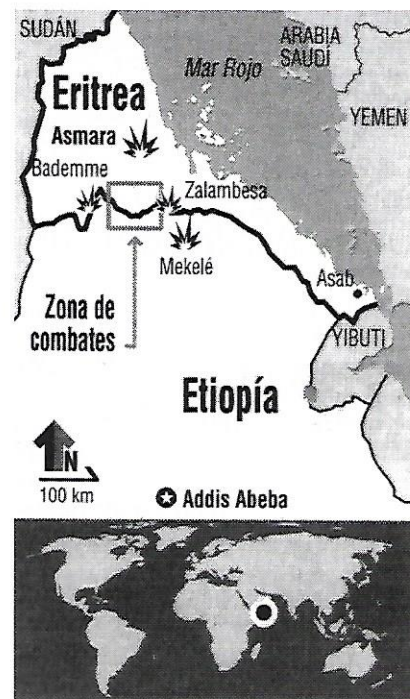 SUDÁN
ARABIA
SAUDÍ
Mar Rojo
Eritrea
YEMEN
Asmara
Bademme
Zalambesa
Mekelé
Asab
Zona de
combates
YIBUTI
Etiopía
N
100 km
Addis Abeba